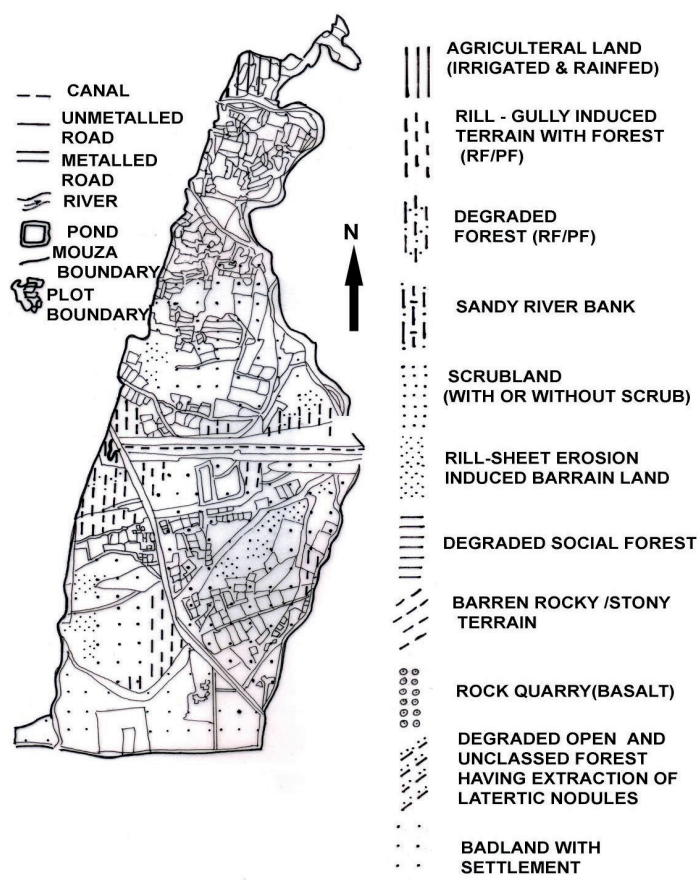 CANAL
UNMETALLED
ROAD
METALLED
ROAD
RIVER
POND
MOUZA
BOUNDARY
PLOT
BOUNDARY
N
AGRICULTERAL LAND
(IRRIGATED & RAINFED)
RILL - GULLY INDUCED
TERRAIN WITH FOREST
(RF/PF)
DEGRADED
FOREST (RF/PF)
SANDY RIVER BANK
SCRUBLAND
(WITH OR WITHOUT SCRUB)
RILL-SHEET EROSION
INDUCED BARRAIN LAND
DEGRADED SOCIAL FOREST
BARREN ROCKY /STONY
TERRAIN
ROCK QUARRY(BASALT)
DEGRADED OPEN AND
UNCLASSED FOREST
HAVING EXTRACTION OF
LATERTIC NODULES
BADLAND WITH
SETTLEMENT